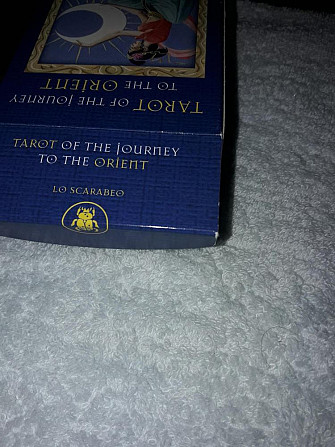 TAROT OF THE JOURNEY
TO THE ORIENT
TAROT OF THE JOURNEY
TO THE ORIENT
LO SCARABEO